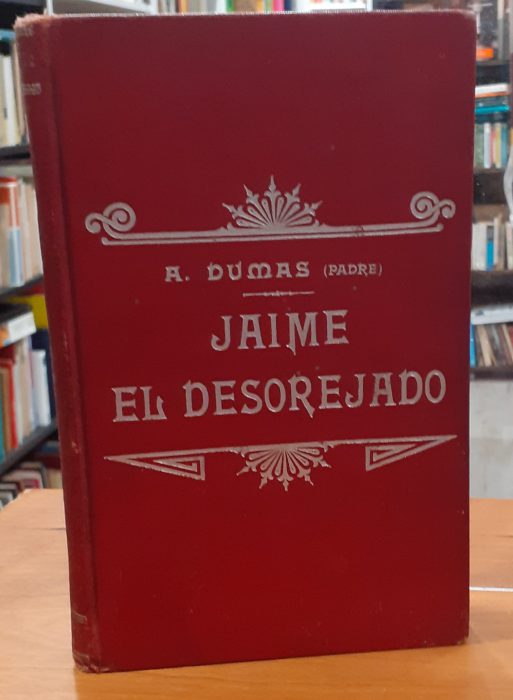 A. DUMAS (PADRE)
JAIME
EL DESOREJADO